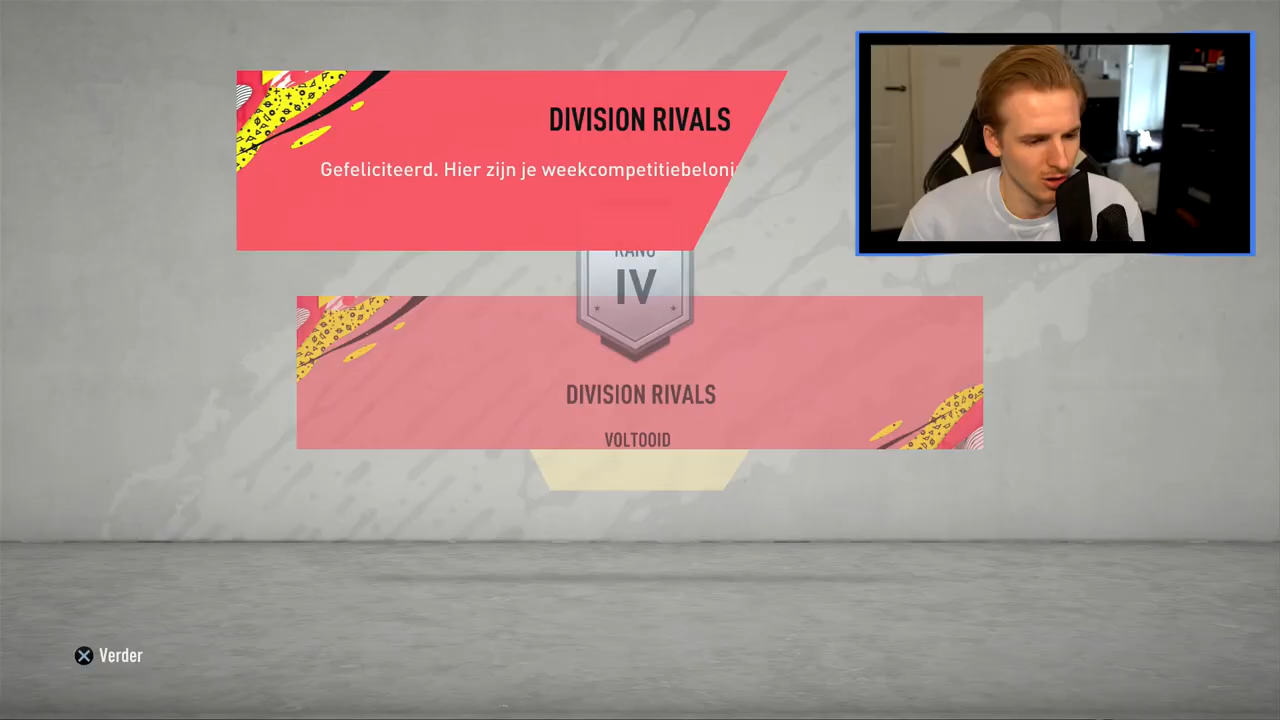 DIVISION RIVALS
Gefeliciteerd. Hier zijn je weekcompetitiebeloni
IV
DIVISION RIVALS
VOLTOOID
Verder